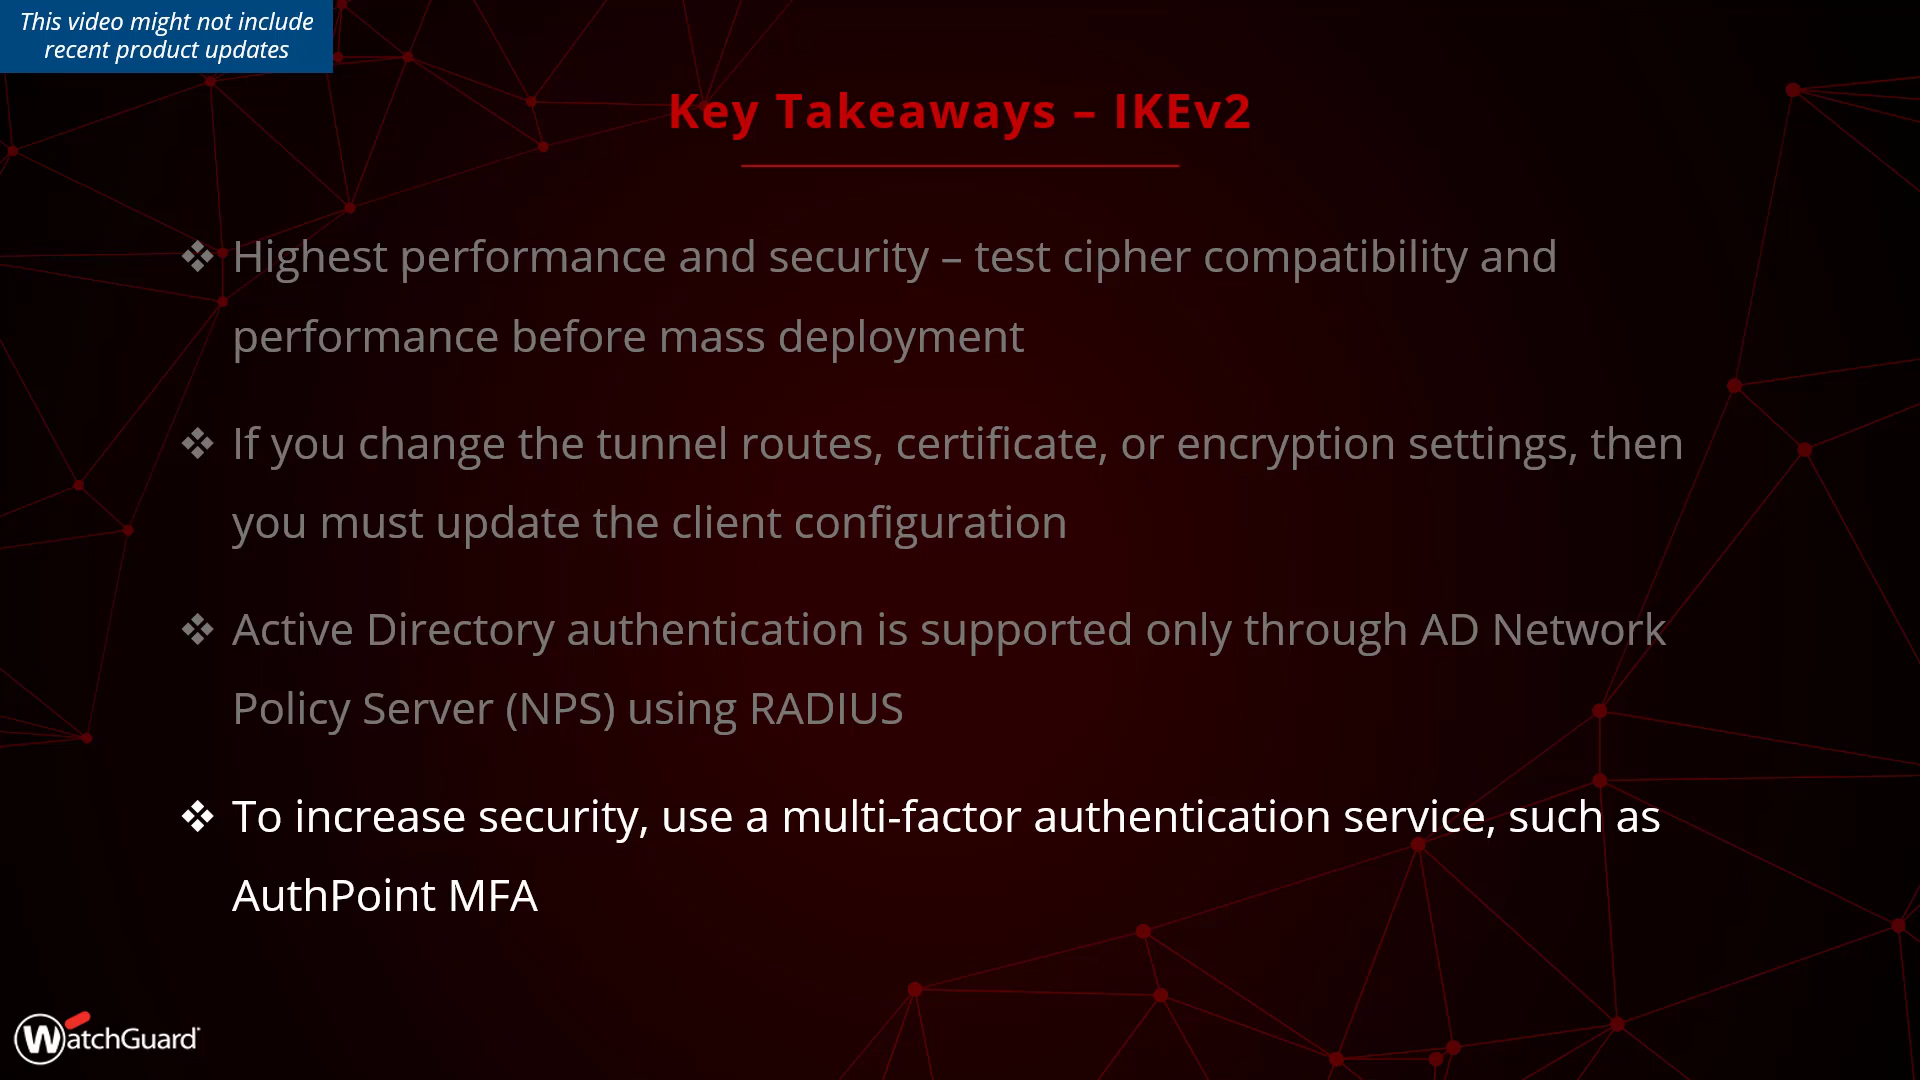 This video might not include
recent product updates
Key Takeaways – IKEv2
❖ Highest performance and security – test cipher compatibility and
performance before mass deployment
❖ If you change the tunnel routes, certificate, or encryption settings, then
you must update the client configuration
❖ Active Directory authentication is supported only through AD Network
Policy Server (NPS) using RADIUS
❖ To increase security, use a multi-factor authentication service, such as
AuthPoint MFA
WatchGuard